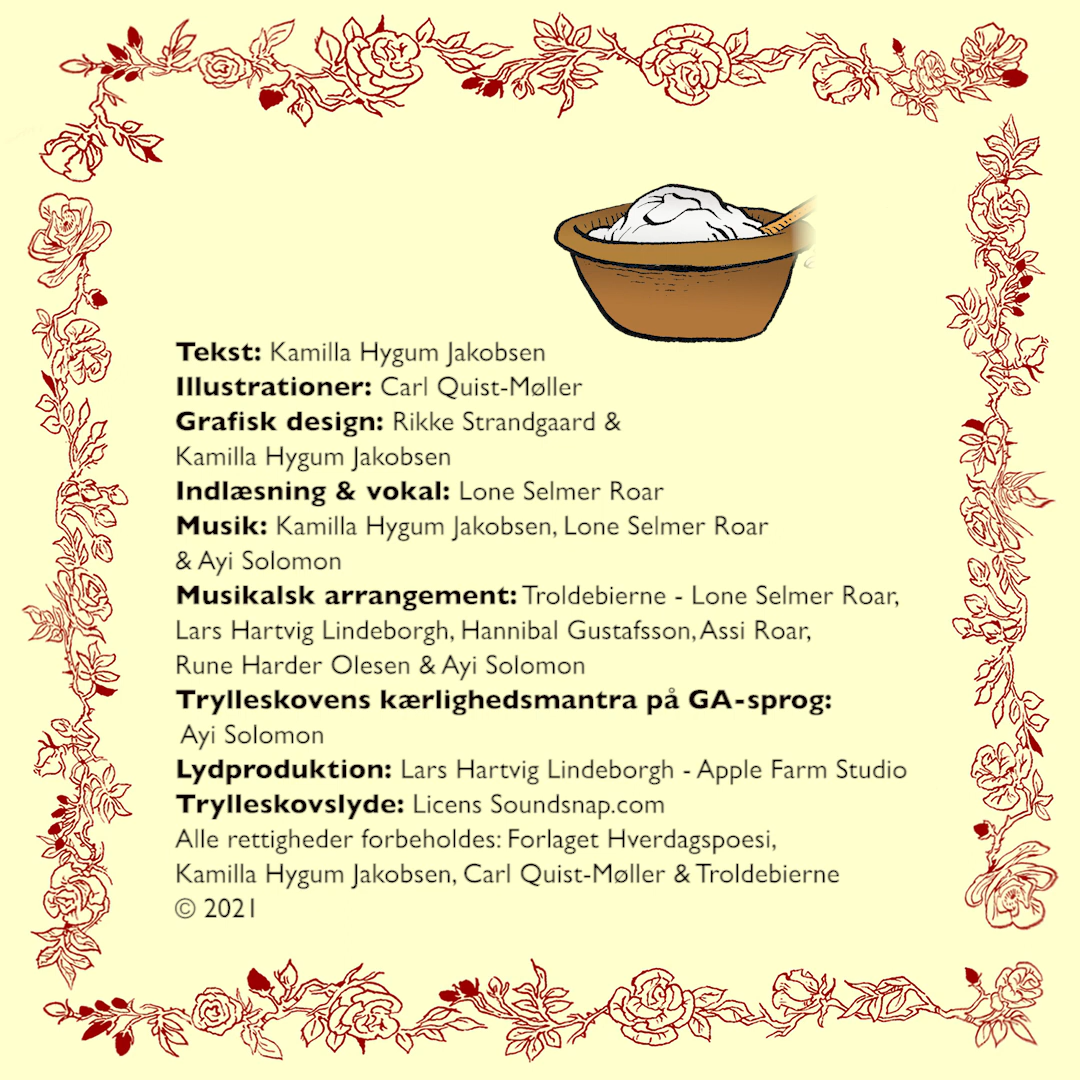 Tekst: Kamilla Hygum Jakobsen
Illustrationer: Carl Quist-Møller
Grafisk design: Rikke Strandgaard &
Kamilla Hygum Jakobsen
Indlæsning & vokal: Lone Selmer Roar
Musik: Kamilla Hygum Jakobsen, Lone Selmer Roar
& Ayi Solomon
Musikalsk arrangement: Troldebierne - Lone Selmer Roar,
Lars Hartvig Lindeborgh, Hannibal Gustafsson, Assi Roar,
Rune Harder Olesen & Ayi Solomon
Trylleskovens kærlighedsmantra på GA-sprog:
Ayi Solomon
Lydproduktion: Lars Hartvig Lindeborgh - Apple Farm Studio
Trylleskovslyde: Licens Soundsnap.com
Alle rettigheder forbeholdes: Forlaget Hverdagspoesi,
Kamilla Hygum Jakobsen, Carl Quist-Møller & Troldebierne
© 2021